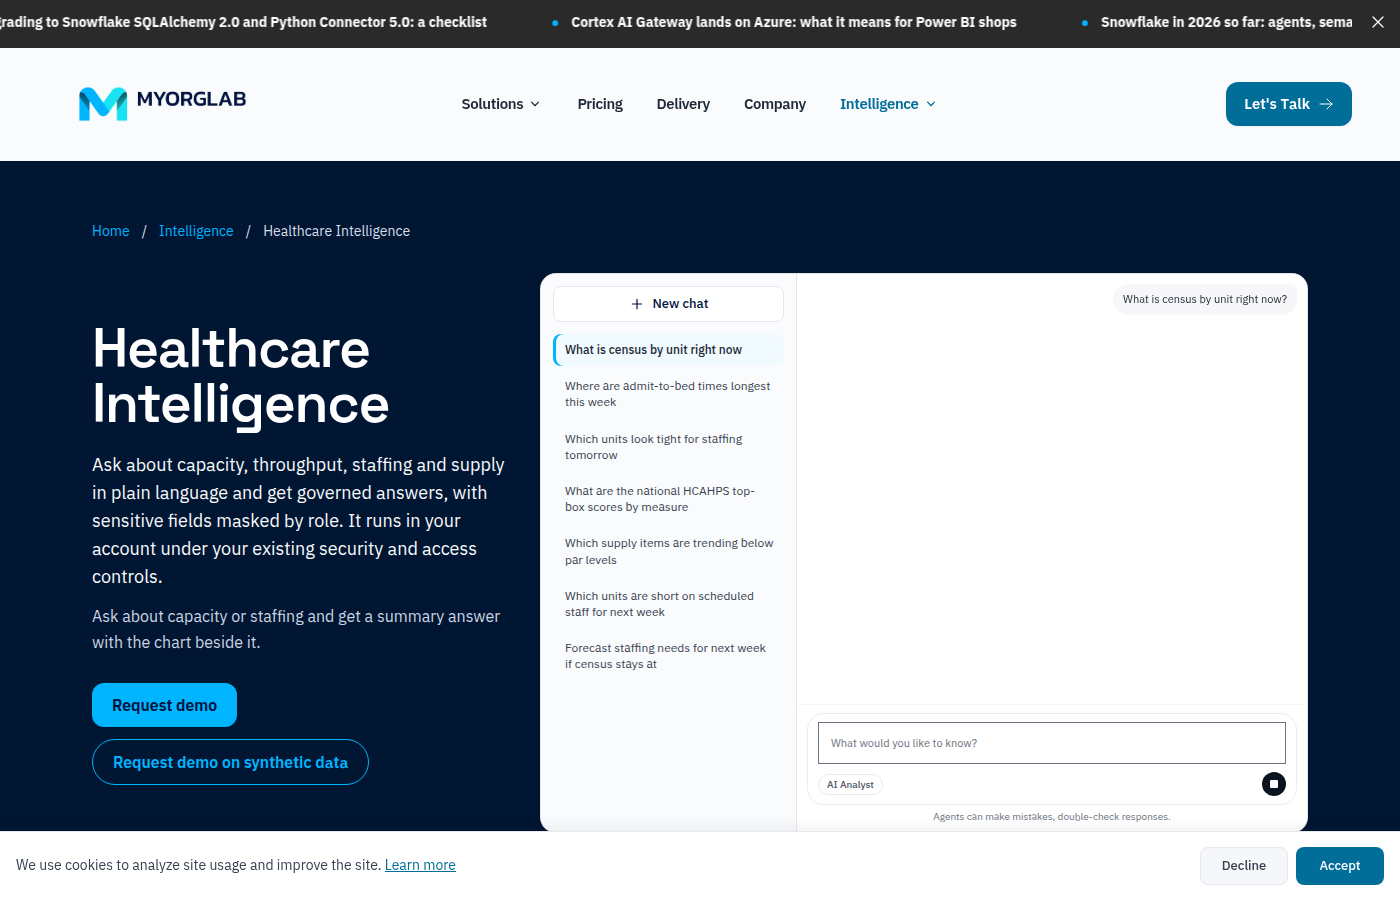 grading to Snowflake SQLAlchemy 2.0 and Python Connector 5.0: a checklist
Cortex AI Gateway lands on Azure: what it means for Power BI shops
Snowflake in 2026 so far: agents, sema
MYORGLAB
Solutions
Pricing
Delivery
Company
Intelligence
Let's Talk
Home / Intelligence / Healthcare Intelligence
Healthcare
Intelligence
Ask about capacity, throughput, staffing and supply
in plain language and get governed answers, with
sensitive fields masked by role. It runs in your
account under your existing security and access
controls.
Ask about capacity or staffing and get a summary answer
with the chart beside it.
Request demo
Request demo on synthetic data
New chat
What is census by unit right now
Where are admit-to-bed times longest
this week
Which units look tight for staffing
tomorrow
What are the national HCAHPS top-
box scores by measure
Which supply items are trending below
par levels
Which units are short on scheduled
staff for next week
Forecast staffing needs for next week
if census stays at
What is census by unit right now?
What would you like to know?
AI Analyst
Agents can make mistakes, double-check responses.
We use cookies to analyze site usage and improve the site. Learn more
Decline
Accept